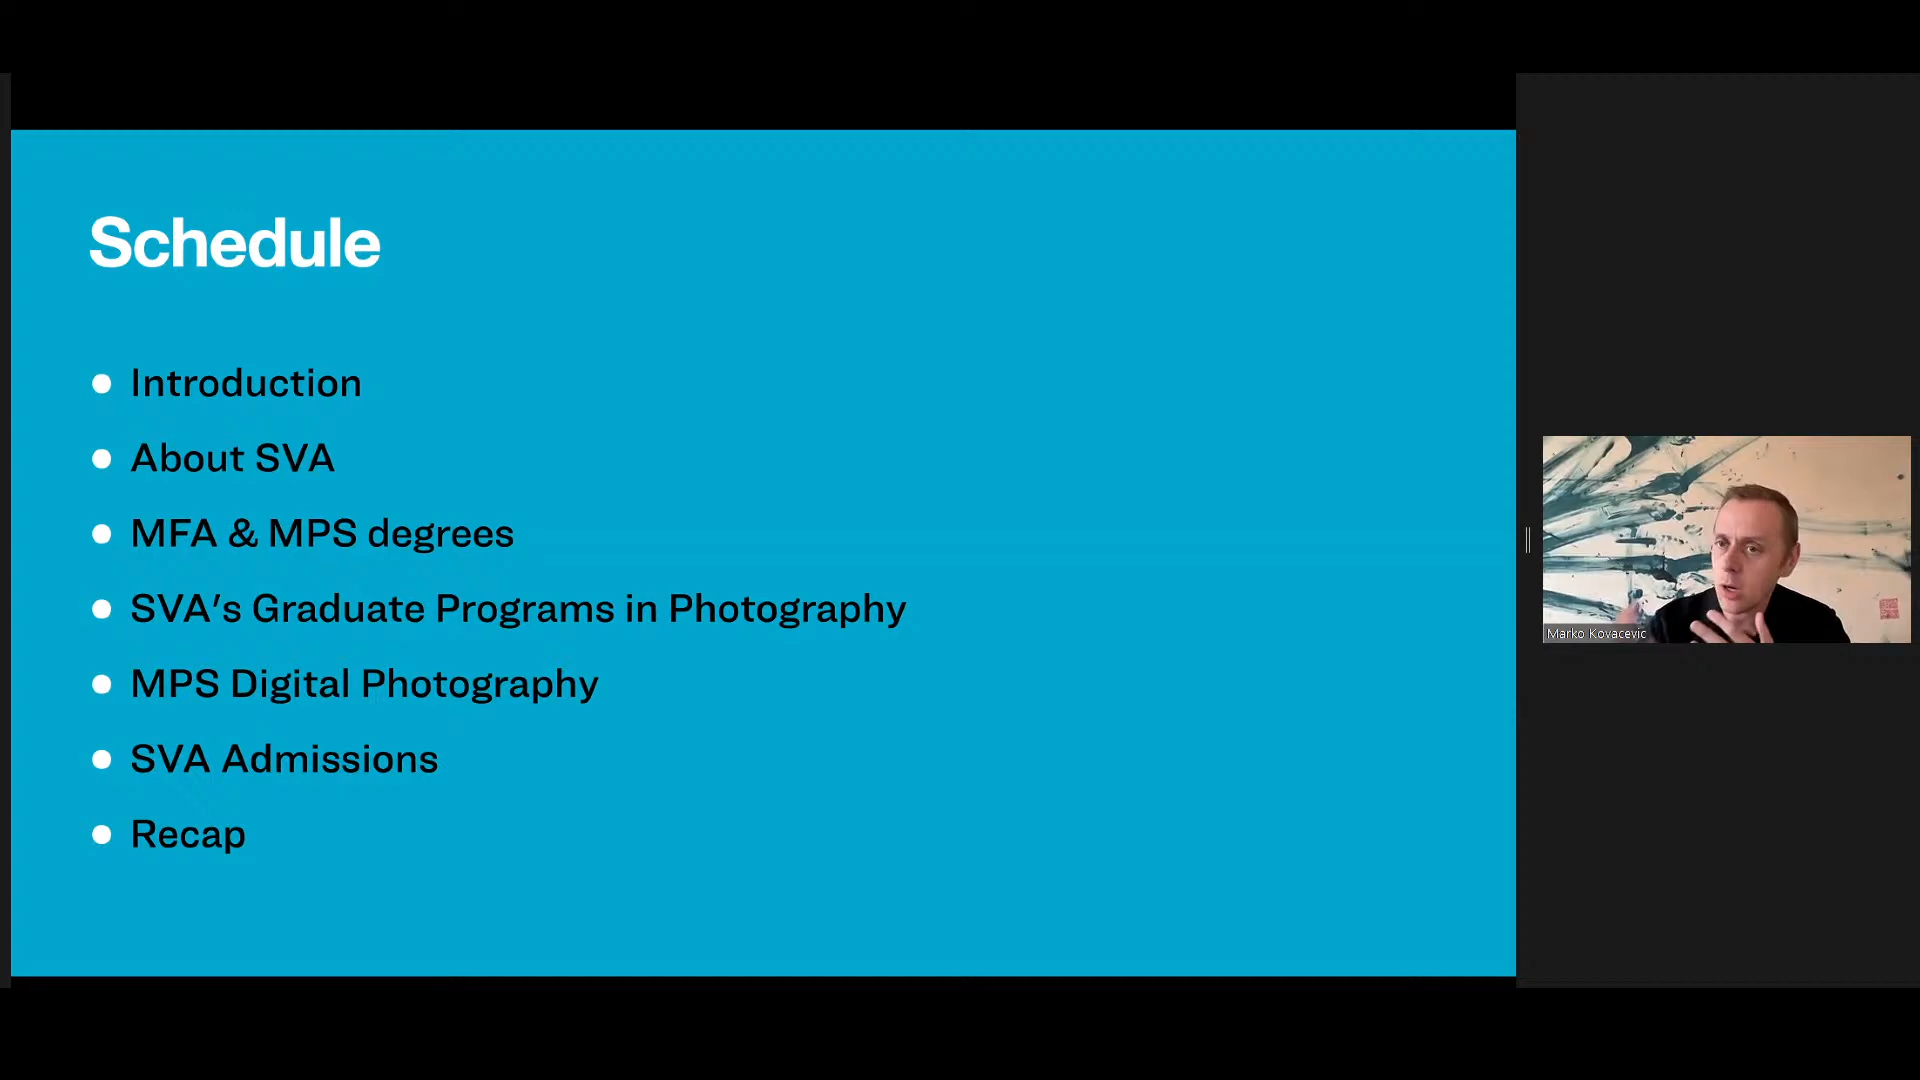 Schedule
Introduction
About SVA
MFA & MPS degrees
SVA's Graduate Programs in Photography
MPS Digital Photography
SVA Admissions
Recap
Marko Kovacevic